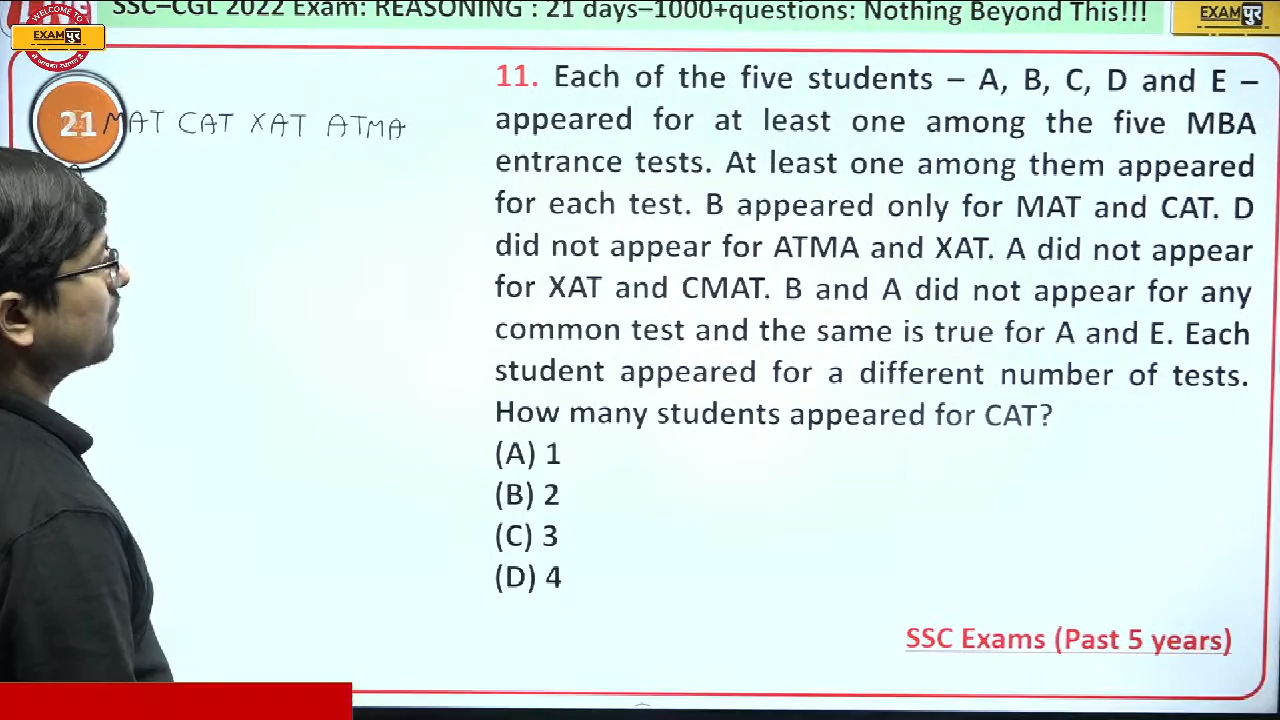 SSC–CGL 2022 Exam: REASONING : 21 days–1000+questions: Nothing Beyond This!!!
WELCOME TO
EXAMपुर
EXAMपुर
21 MAT CAT XAT ATMA
11. Each of the five students – A, B, C, D and E –
appeared for at least one among the five MBA
entrance tests. At least one among them appeared
for each test. B appeared only for MAT and CAT. D
did not appear for ATMA and XAT. A did not appear
for XAT and CMAT. B and A did not appear for any
common test and the same is true for A and E. Each
student appeared for a different number of tests.
How many students appeared for CAT?
(A) 1
(B) 2
(C) 3
(D) 4
SSC Exams (Past 5 years)